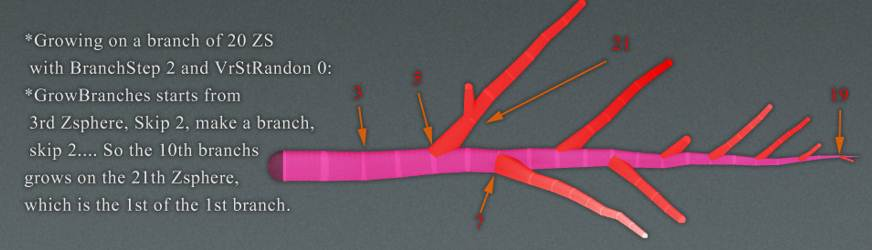 *Growing on a branch of 20 ZS
with BranchStep 2 and VrStRandon 0:
*GrowBranches starts from
3rd Zsphere, Skip 2, make a branch,
skip 2.... So the 10th branchs
grows on the 21th Zsphere,
which is the 1st of the 1st branch.
21
3
5
19
7